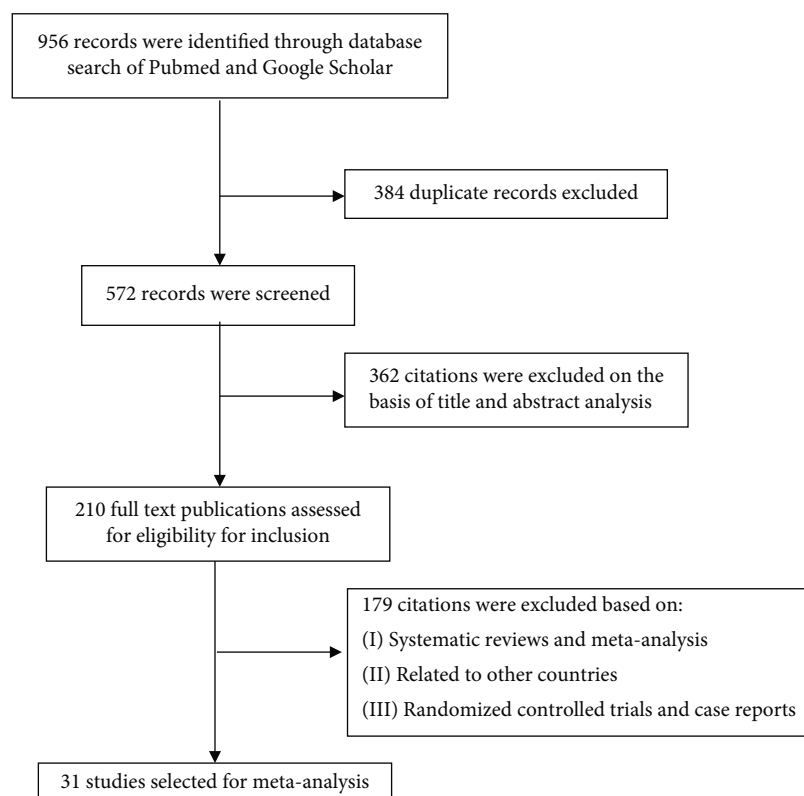 956 records were identified through database
search of Pubmed and Google Scholar
384 duplicate records excluded
572 records were screened
362 citations were excluded on the
basis of title and abstract analysis
210 full text publications assessed
for eligibility for inclusion
179 citations were excluded based on:
(I) Systematic reviews and meta-analysis
(II) Related to other countries
(III) Randomized controlled trials and case reports
31 studies selected for meta-analysis